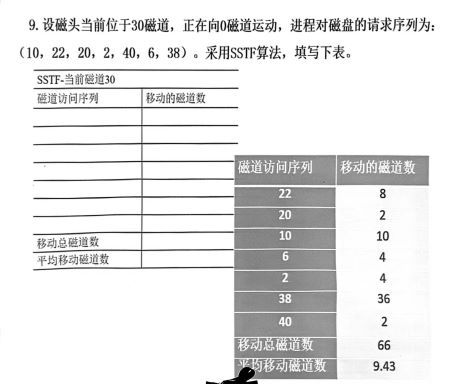 9. 设磁头当前位于30磁道，正在向0磁道运动，进程对磁盘的请求序列为：
（10，22，20，2，40，6，38）。采用SSTF算法，填写下表。
SSTF-当前磁道30
磁道访问序列 移动的磁道数
移动总磁道数
平均移动磁道数
磁道访问序列 移动的磁道数
22 8
20 2
10 10
6 4
2 4
38 36
40 2
移动总磁道数 66
平均移动磁道数 9.43